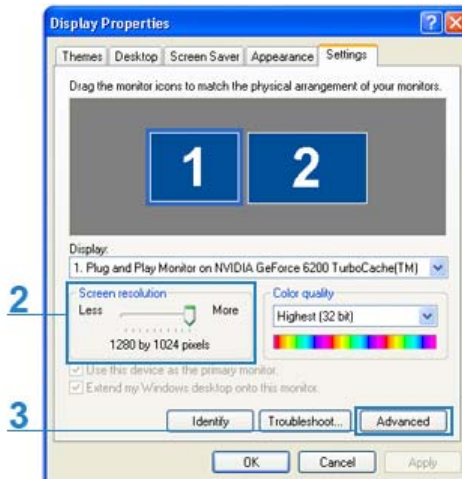 Display Properties
Themes Desktop Screen Saver Appearance Settings
Drag the monitor icons to match the physical arrangement of your monitors.
1 2
Display:
1. Plug and Play Monitor on NVIDIA GeForce 6200 TurboCache(TM)
2
Screen resolution
Less More
1280 by 1024 pixels
Color quality
Highest (32 bit)
Use this device as the primary monitor.
Extend my Windows desktop onto this monitor.
3
Identify Troubleshoot... Advanced
OK Cancel Apply